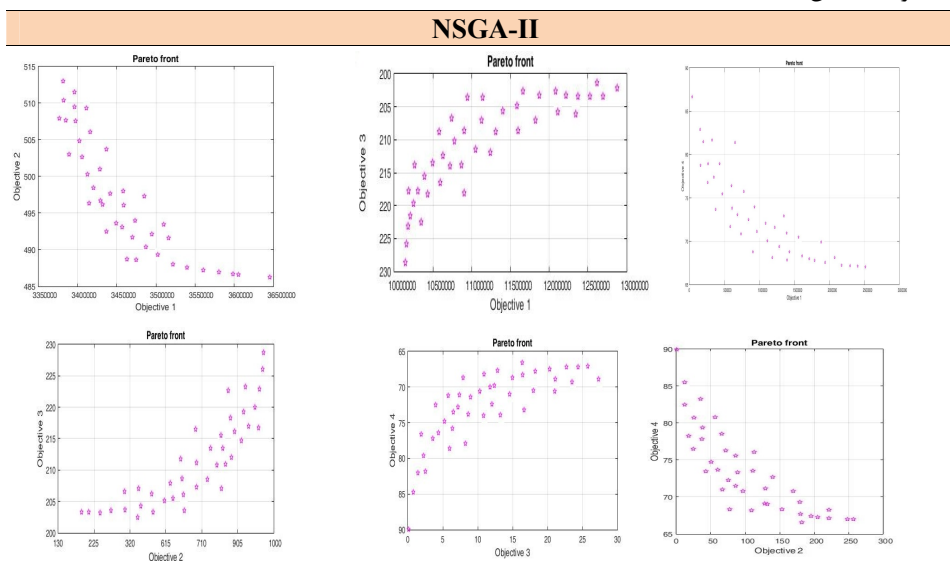 NSGA-II
Pareto front
515
510
505
500
495
490
485
Objective 2
3350000 3400000 3450000 3500000 3550000 3600000 36500000
Objective 1
Pareto front
200
205
210
215
220
225
230
Objective 3
10000000 10500000 11000000 11500000 12000000 12500000 13000000
Objective 1
Pareto front
Objective 4
Objective 1
Pareto front
230
225
220
215
210
205
200
Objective 3
130 225 320 615 710 805 905 1000
Objective 2
Pareto front
65
70
75
80
85
90
Objective 4
0 5 10 15 20 25 30
Objective 3
Pareto front
90
85
80
75
70
65
Objective 4
0 50 100 150 200 250 300
Objective 2